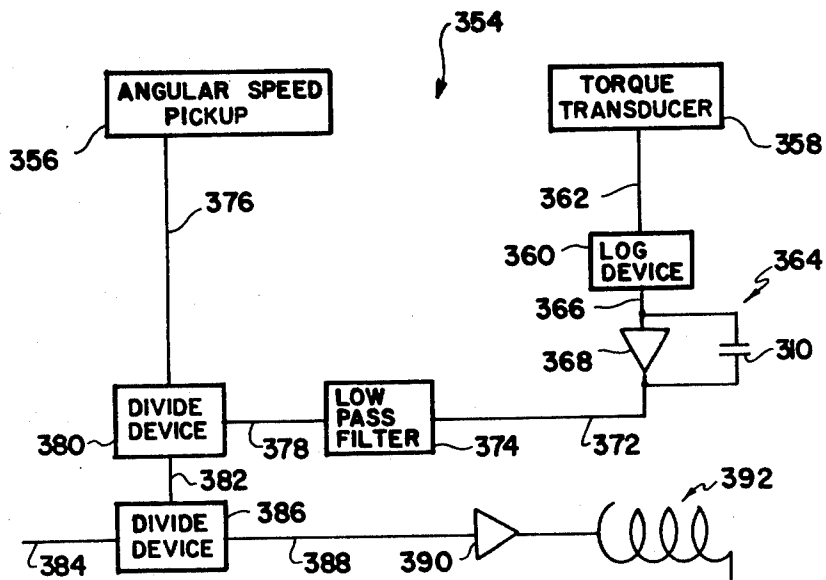 354
ANGULAR SPEED
PICKUP
356
TORQUE
TRANSDUCER
358
376
362
360
LOG
DEVICE
364
366
368
310
DIVIDE
DEVICE
380
378
LOW
PASS
FILTER
374
372
382
DIVIDE
DEVICE
386
384
388
390
392